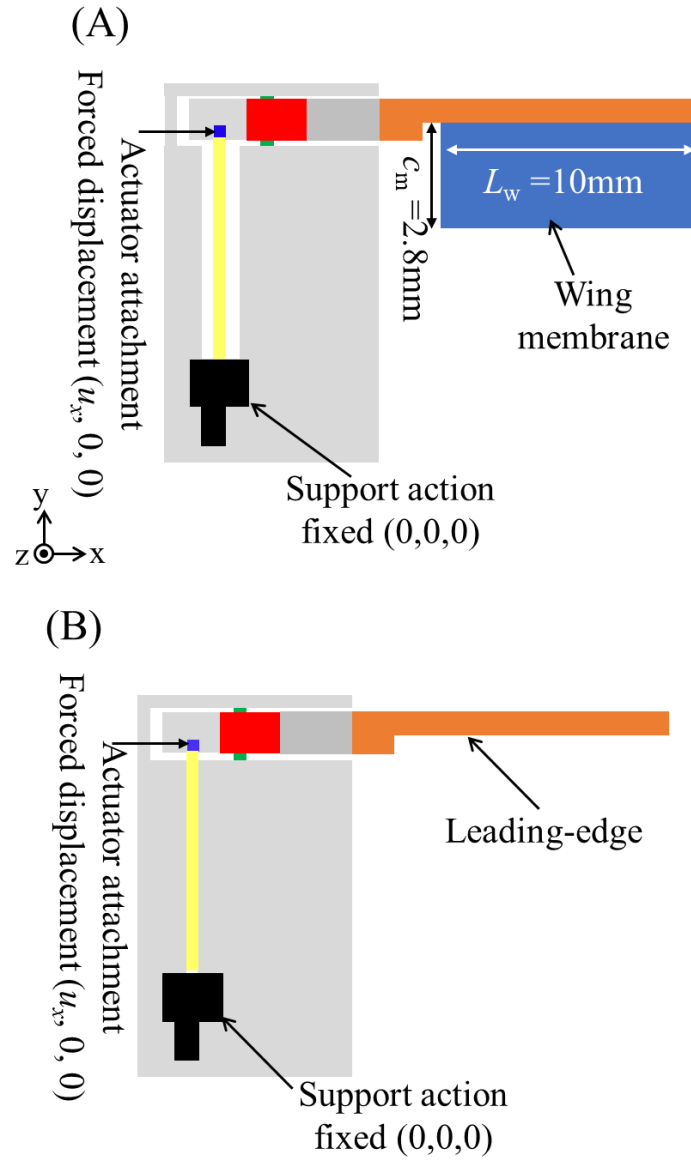 (A)
Forced displacement (uₓ, 0, 0)
Actuator attachment
cₘ =2.8mm
L_w =10mm
Wing
membrane
Support action
fixed (0,0,0)
y
z
x
(B)
Forced displacement (uₓ, 0, 0)
Actuator attachment
Leading-edge
Support action
fixed (0,0,0)